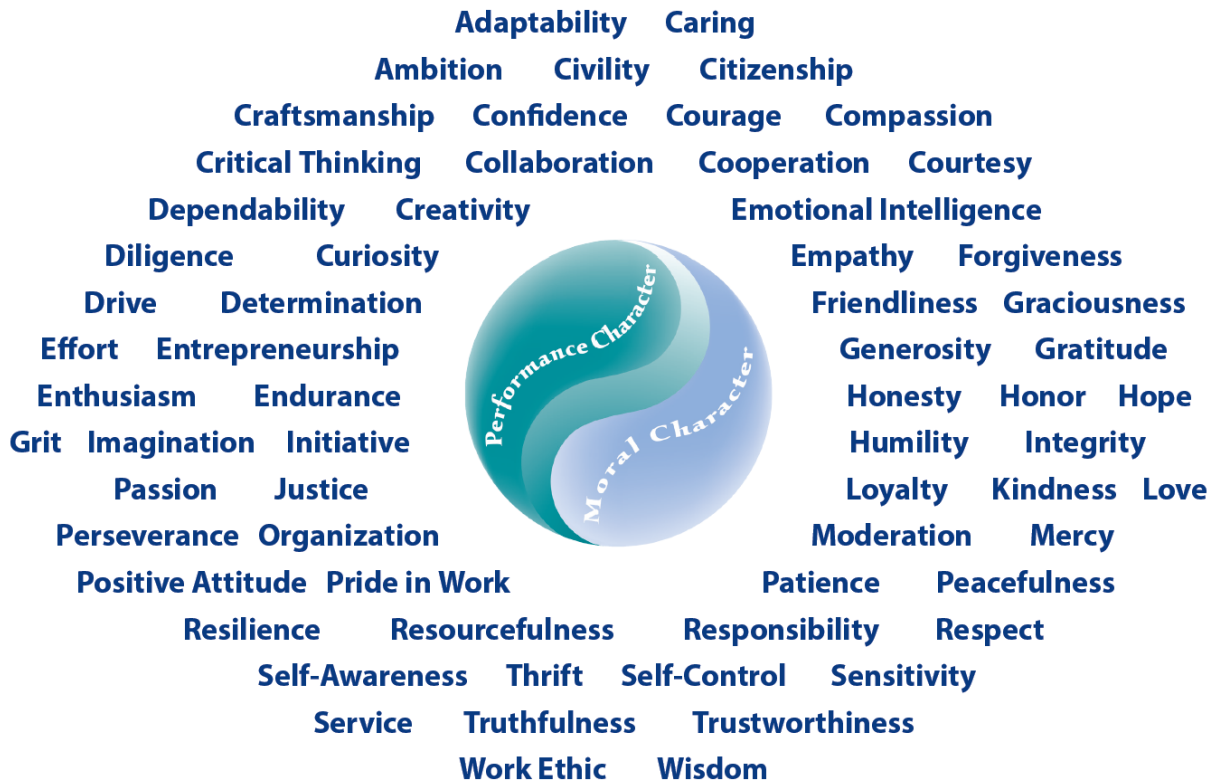 Adaptability Caring
Ambition Civility Citizenship
Craftsmanship Confidence Courage Compassion
Critical Thinking Collaboration Cooperation Courtesy
Dependability Creativity Emotional Intelligence
Diligence Curiosity Empathy Forgiveness
Drive Determination Friendliness Graciousness
Effort Entrepreneurship Generosity Gratitude
Enthusiasm Endurance Honesty Honor Hope
Grit Imagination Initiative Humility Integrity
Passion Justice Loyalty Kindness Love
Perseverance Organization Moderation Mercy
Positive Attitude Pride in Work Patience Peacefulness
Resilience Resourcefulness Responsibility Respect
Self-Awareness Thrift Self-Control Sensitivity
Service Truthfulness Trustworthiness
Work Ethic Wisdom
Performance Character
Moral Character